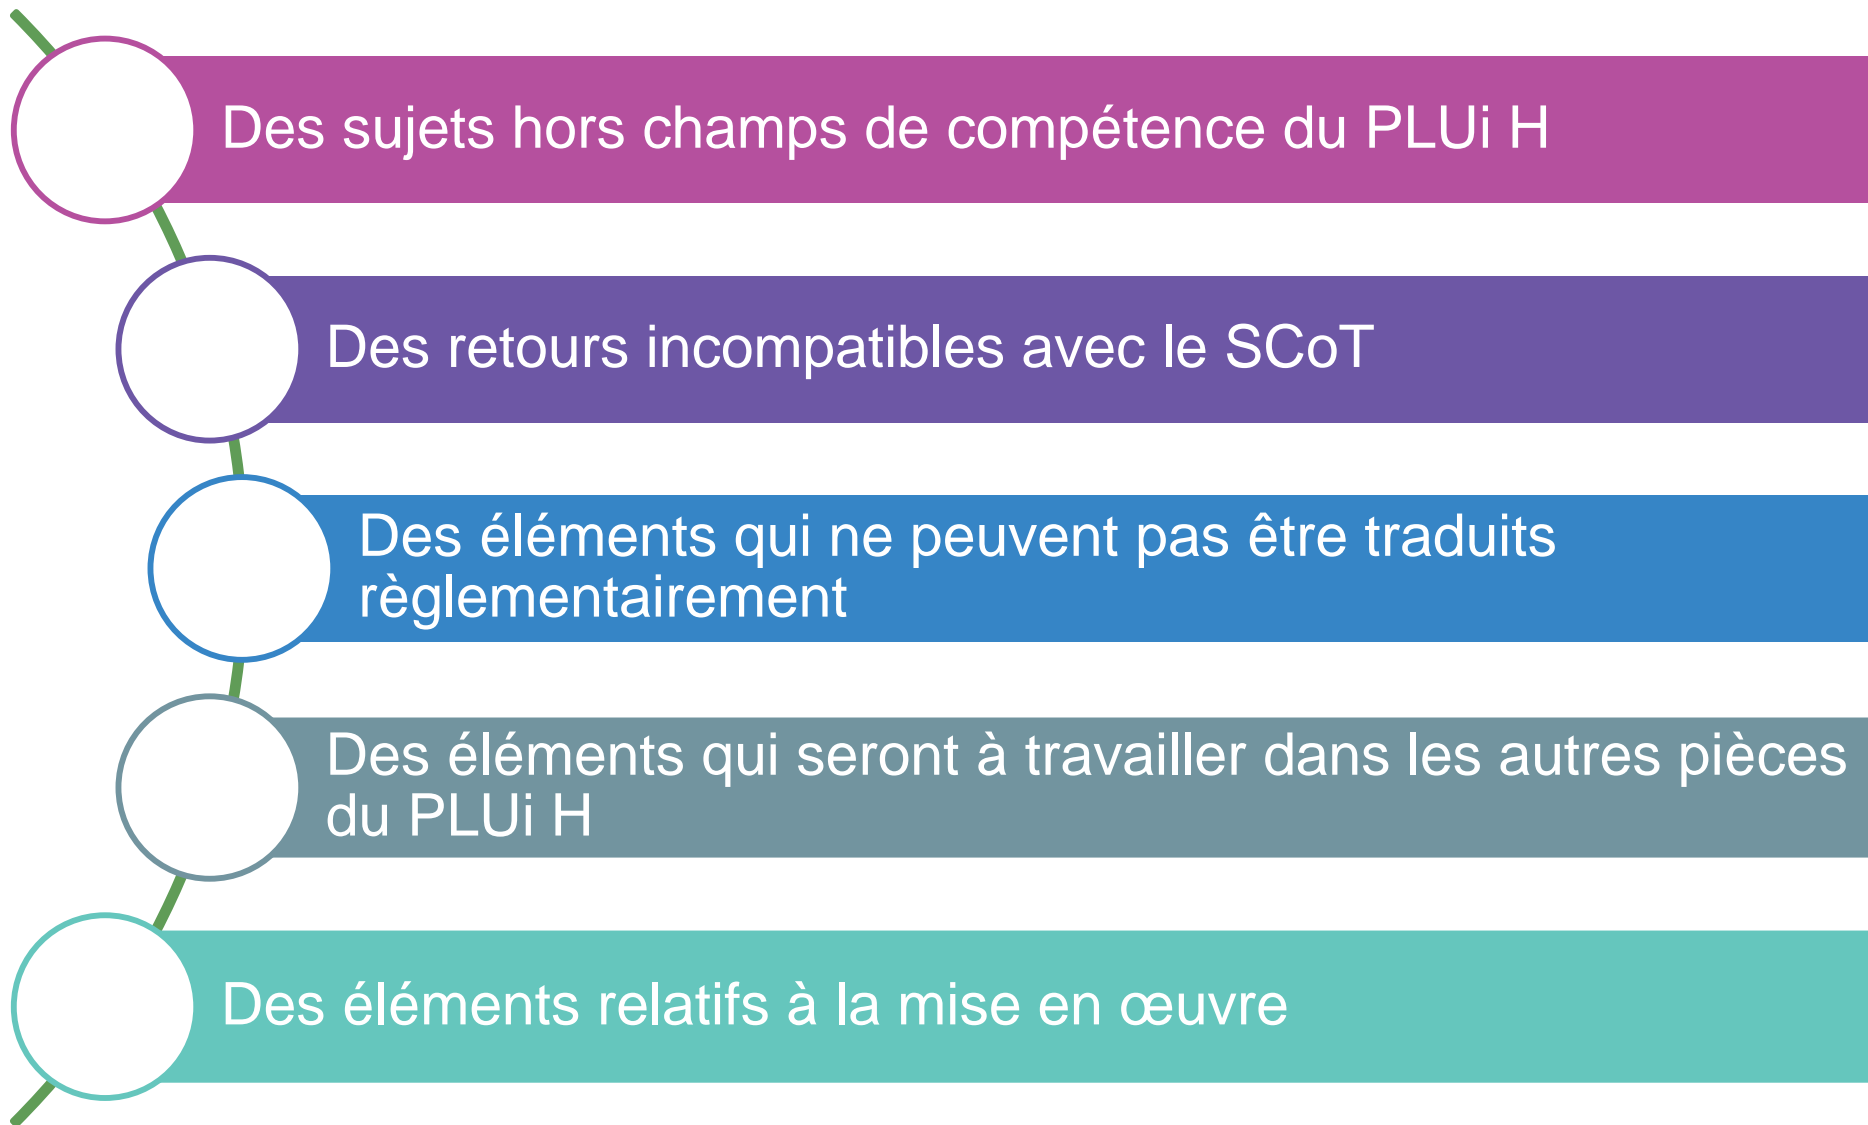 Des sujets hors champs de compétence du PLUi H
Des retours incompatibles avec le SCoT
Des éléments qui ne peuvent pas être traduits
règlementairement
Des éléments qui seront à travailler dans les autres pièces
du PLUi H
Des éléments relatifs à la mise en œuvre